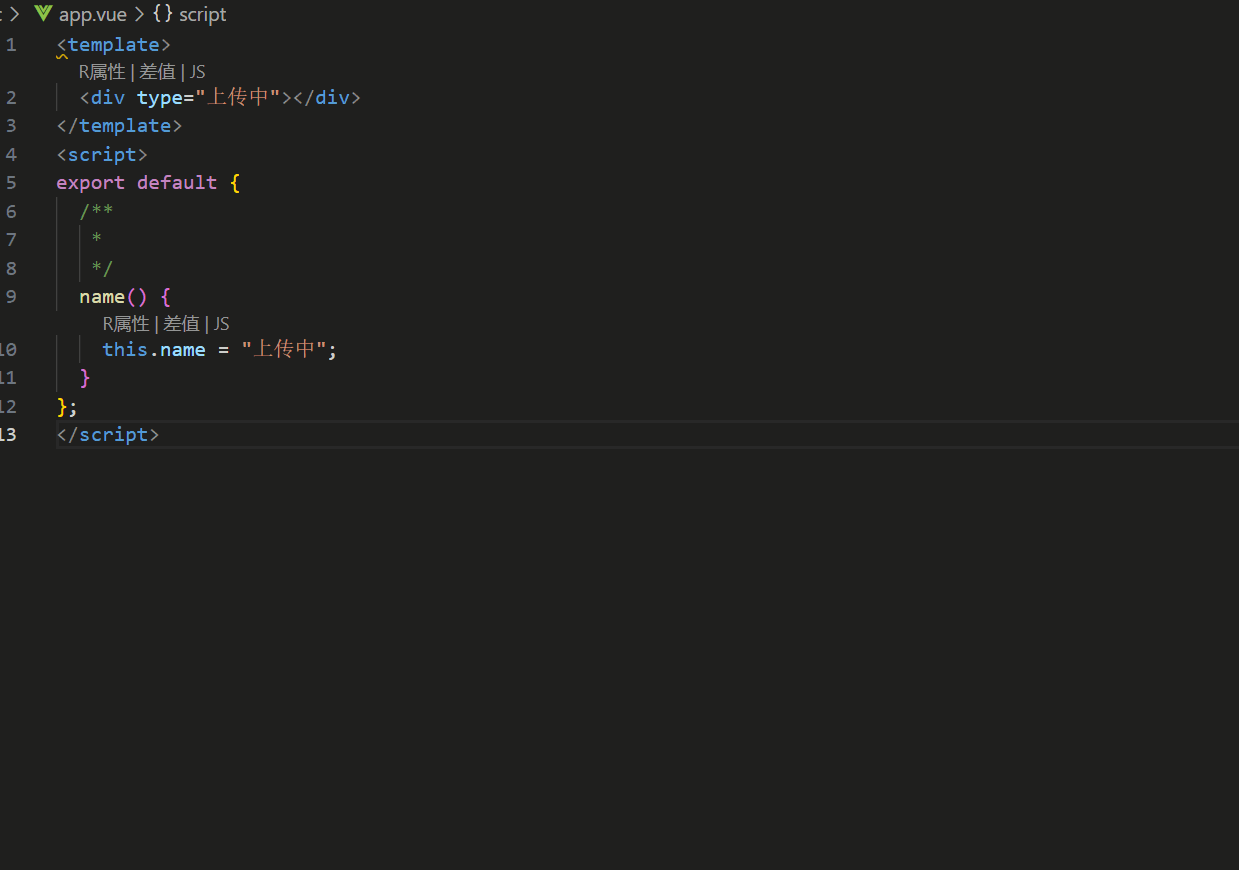 app.vue > {} script
1 <template>
R属性 | 差值 | JS
2 <div type="上传中"></div>
3 </template>
4 <script>
5 export default {
6 /**
7 *
8 */
9 name() {
R属性 | 差值 | JS
10 this.name = "上传中";
11 }
12 };
13 </script>